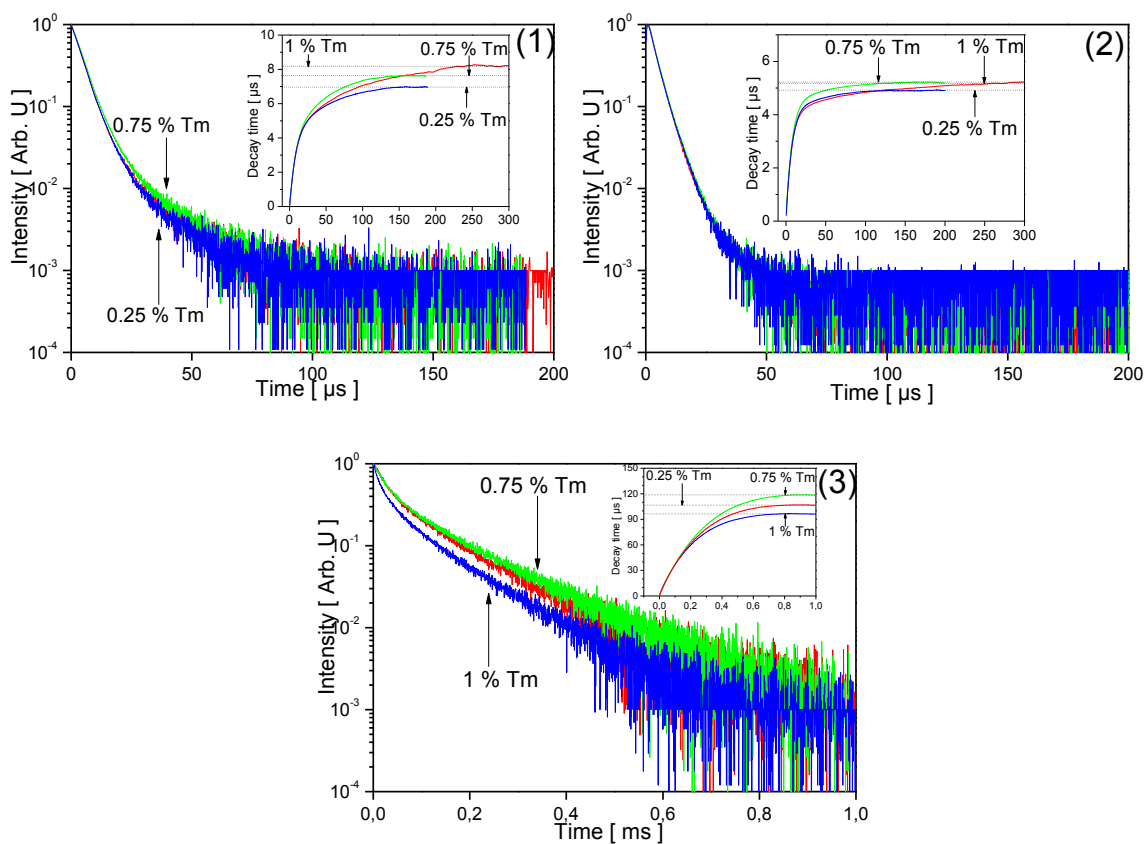 (1)
Intensity [ Arb. U ]
10^0
10^-1
10^-2
10^-3
10^-4
0 50 100 150 200
Time [ µs ]
0.75 % Tm
0.25 % Tm
Decay time [ µs ]
10
8
6
4
2
0
0 50 100 150 200 250 300
1 % Tm
0.75 % Tm
0.25 % Tm
(2)
Intensity [ Arb. U ]
10^0
10^-1
10^-2
10^-3
10^-4
0 50 100 150 200
Time [ µs ]
Decay time [ µs ]
8
6
4
2
0
0 50 100 150 200 250 300
0.75 % Tm
1 % Tm
0.25 % Tm
(3)
Intensity [ Arb. U ]
10^0
10^-1
10^-2
10^-3
10^-4
0,0 0,2 0,4 0,6 0,8 1,0
Time [ ms ]
0.75 % Tm
1 % Tm
Decay time [ µs ]
150
120
90
60
30
0
0,0 0,2 0,4 0,6 0,8 1,0
0.25 % Tm
0.75 % Tm
1 % Tm